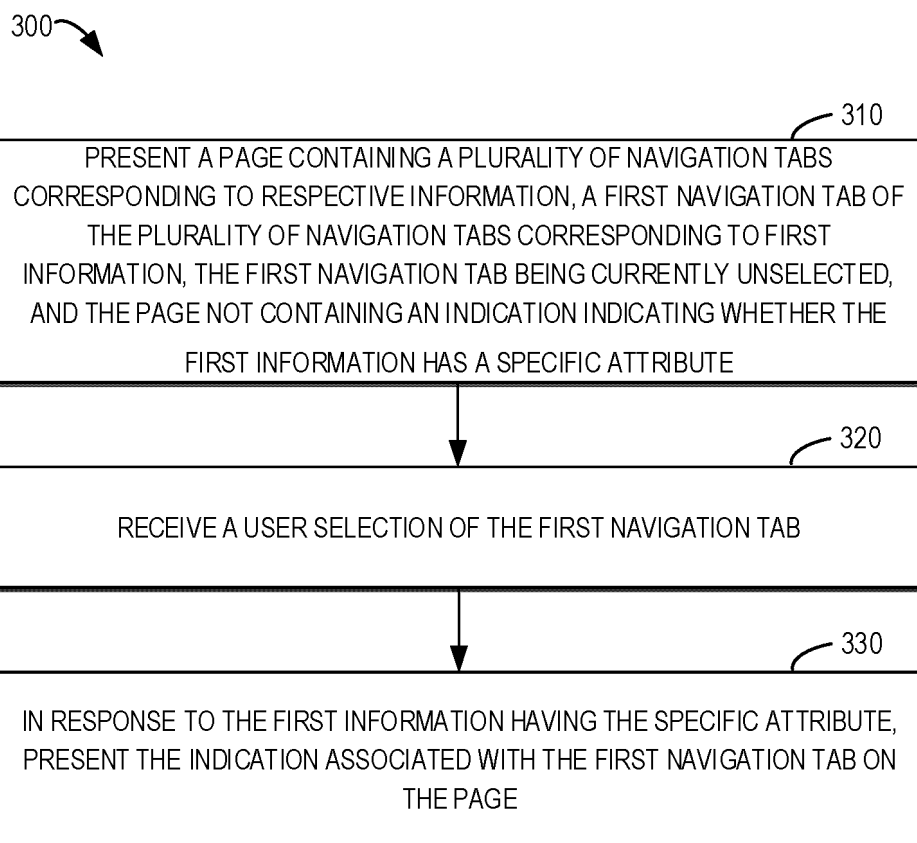 300
310
PRESENT A PAGE CONTAINING A PLURALITY OF NAVIGATION TABS
CORRESPONDING TO RESPECTIVE INFORMATION, A FIRST NAVIGATION TAB OF
THE PLURALITY OF NAVIGATION TABS CORRESPONDING TO FIRST
INFORMATION, THE FIRST NAVIGATION TAB BEING CURRENTLY UNSELECTED,
AND THE PAGE NOT CONTAINING AN INDICATION INDICATING WHETHER THE
FIRST INFORMATION HAS A SPECIFIC ATTRIBUTE
320
RECEIVE A USER SELECTION OF THE FIRST NAVIGATION TAB
330
IN RESPONSE TO THE FIRST INFORMATION HAVING THE SPECIFIC ATTRIBUTE,
PRESENT THE INDICATION ASSOCIATED WITH THE FIRST NAVIGATION TAB ON
THE PAGE